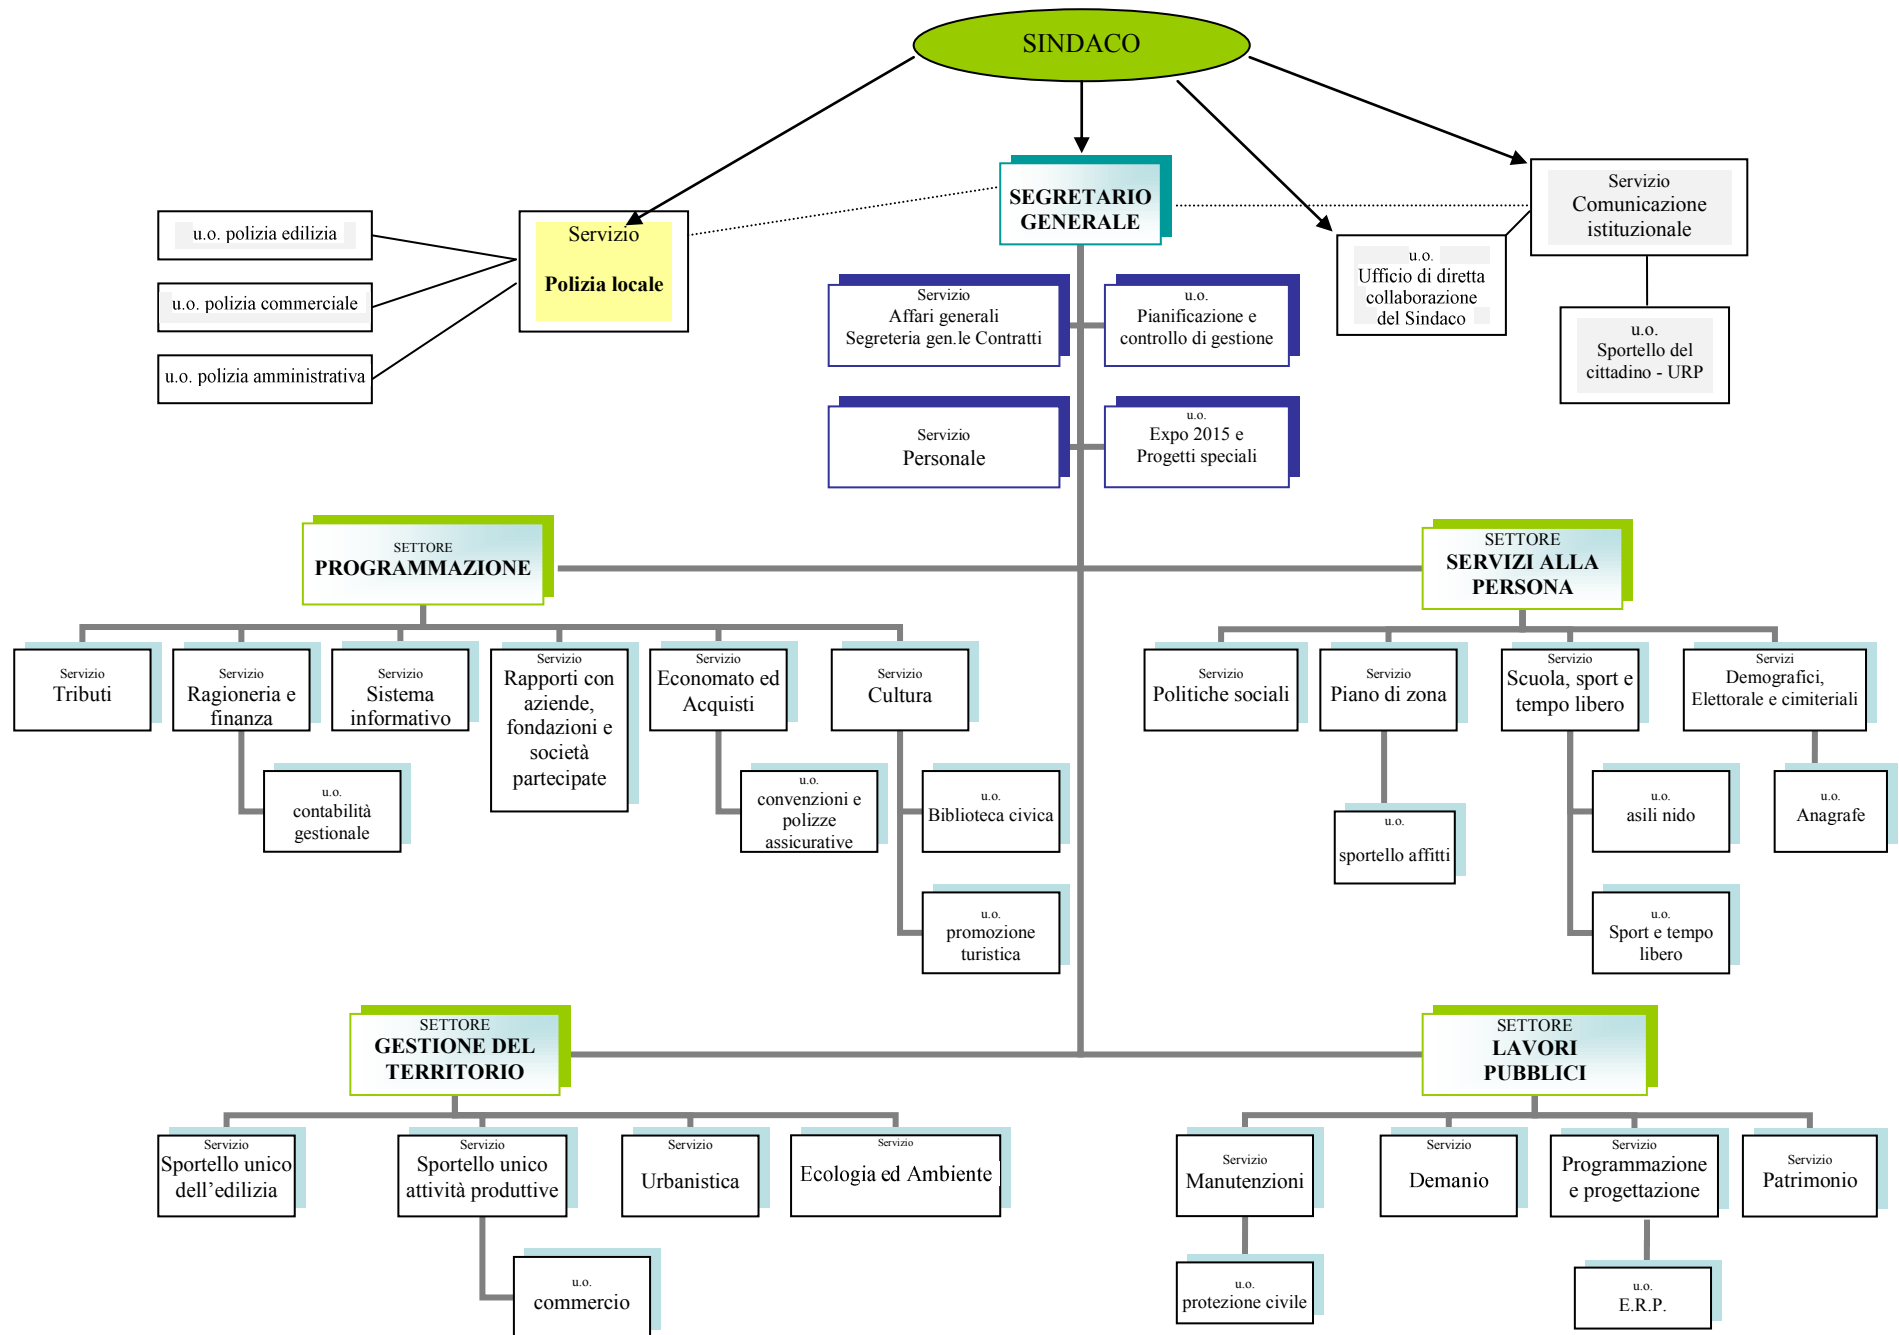 SINDACO
SEGRETARIO
GENERALE
Servizio
Comunicazione
istituzionale
u.o. polizia edilizia
u.o. polizia commerciale
u.o. polizia amministrativa
Servizio
Polizia locale
u.o.
Ufficio di diretta
collaborazione
del Sindaco
u.o.
Sportello del
cittadino - URP
Servizio
Affari generali
Segreteria gen.le Contratti
u.o.
Pianificazione e
controllo di gestione
Servizio
Personale
u.o.
Expo 2015 e
Progetti speciali
SETTORE
PROGRAMMAZIONE
SETTORE
SERVIZI ALLA
PERSONA
Servizio
Tributi
Servizio
Ragioneria e
finanza
Servizio
Sistema
informativo
Servizio
Rapporti con
aziende,
fondazioni e
società
partecipate
Servizio
Economato ed
Acquisti
Servizio
Cultura
u.o.
contabilità
gestionale
u.o.
convenzioni e
polizze
assicurative
u.o.
Biblioteca civica
u.o.
promozione
turistica
Servizio
Politiche sociali
Servizio
Piano di zona
Servizio
Scuola, sport e
tempo libero
Servizi
Demografici,
Elettorale e cimiteriali
u.o.
sportello affitti
u.o.
asili nido
u.o.
Anagrafe
u.o.
Sport e tempo
libero
SETTORE
GESTIONE DEL
TERRITORIO
SETTORE
LAVORI
PUBBLICI
Servizio
Sportello unico
dell’edilizia
Servizio
Sportello unico
attività produttive
Servizio
Urbanistica
Servizio
Ecologia ed Ambiente
u.o.
commercio
Servizio
Manutenzioni
Servizio
Demanio
Servizio
Programmazione
e progettazione
Servizio
Patrimonio
u.o.
protezione civile
u.o.
E.R.P.